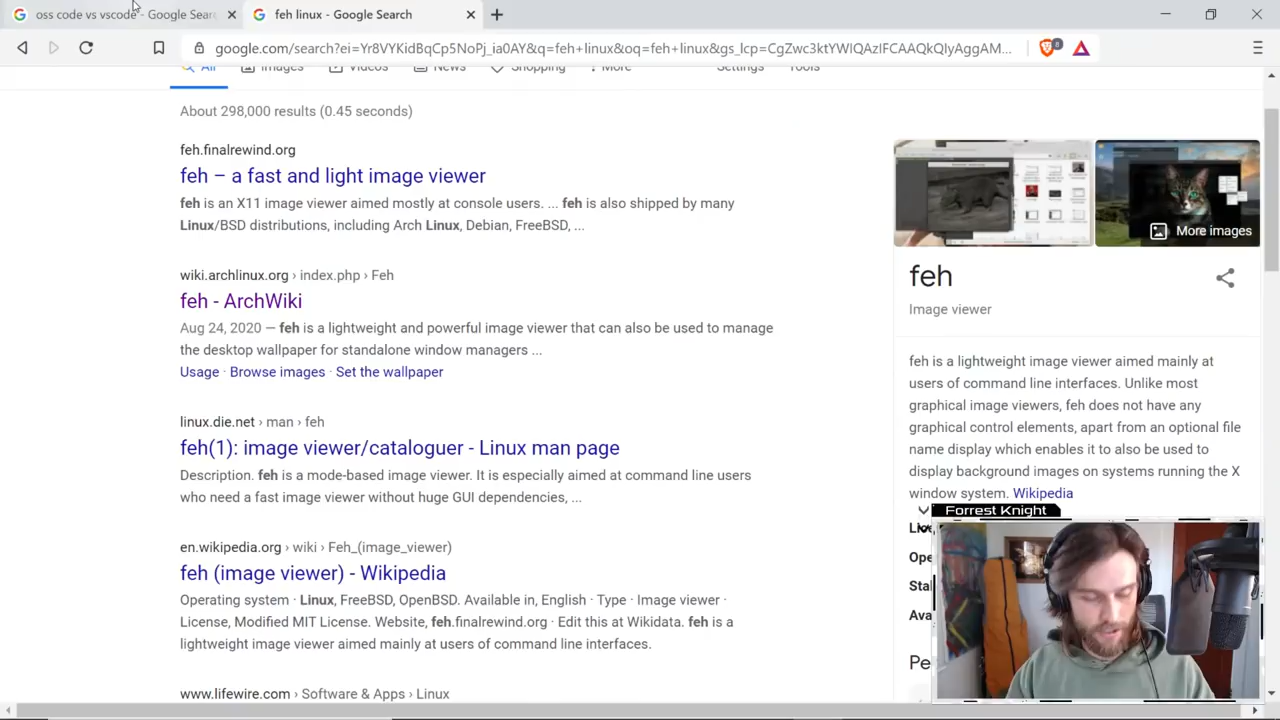 oss code vs vscode - Google Sear
feh linux - Google Search
google.com/search?ei=Yr8VYKidBqCp5NoPj_ia0AY&q=feh+linux&oq=feh+linux&gs_lcp=CgZwc3ktYWIQAzIFCAAQkQIyAggAM...
8
All Images Videos News Shopping More Settings Tools
About 298,000 results (0.45 seconds)
feh.finalrewind.org
feh – a fast and light image viewer
feh is an X11 image viewer aimed mostly at console users. ... feh is also shipped by many
Linux/BSD distributions, including Arch Linux, Debian, FreeBSD, ...
wiki.archlinux.org › index.php › Feh
feh - ArchWiki
Aug 24, 2020 — feh is a lightweight and powerful image viewer that can also be used to manage
the desktop wallpaper for standalone window managers ...
Usage · Browse images · Set the wallpaper
linux.die.net › man › feh
feh(1): image viewer/cataloguer - Linux man page
Description. feh is a mode-based image viewer. It is especially aimed at command line users
who need a fast image viewer without huge GUI dependencies, ...
en.wikipedia.org › wiki › Feh_(image_viewer)
feh (image viewer) - Wikipedia
Operating system · Linux, FreeBSD, OpenBSD. Available in, English · Type · Image viewer ·
License, Modified MIT License. Website, feh.finalrewind.org · Edit this at Wikidata. feh is a
lightweight image viewer aimed mainly at users of command line interfaces.
www.lifewire.com › Software & Apps › Linux
More images
feh
Image viewer
feh is a lightweight image viewer aimed mainly at
users of command line interfaces. Unlike most
graphical image viewers, feh does not have any
graphical control elements, apart from an optional file
name display which enables it to also be used to
display background images on systems running the X
window system. Wikipedia
Forrest Knight
Ope
Sta
Ava
Pe